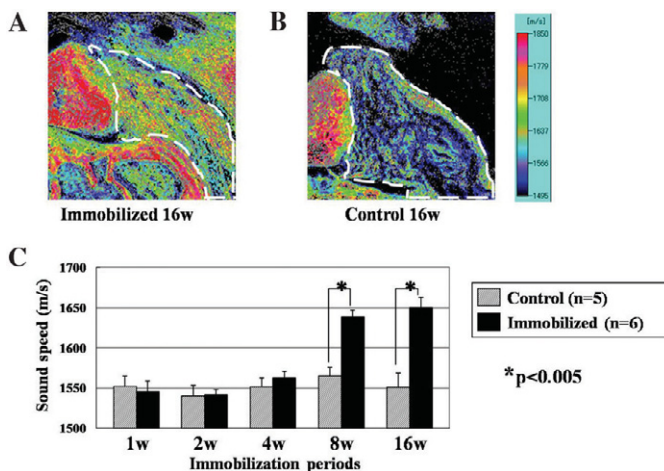 A
B
[m/s]
1850
1779
1708
1637
1566
1495
Immobilized 16w
Control 16w
C
Sound speed (m/s)
1700
1650
1600
1550
1500
*
*
1w 2w 4w 8w 16w
Immobilization periods
Control (n=5)
Immobilized (n=6)
*p<0.005